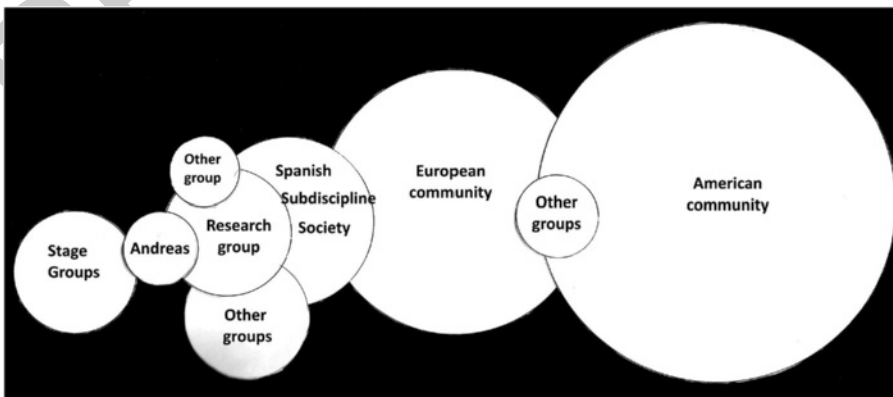 Other
group
Spanish
Subdiscipline
Society
European
community
American
community
Other
groups
Research
group
Andreas
Stage
Groups
Other
groups